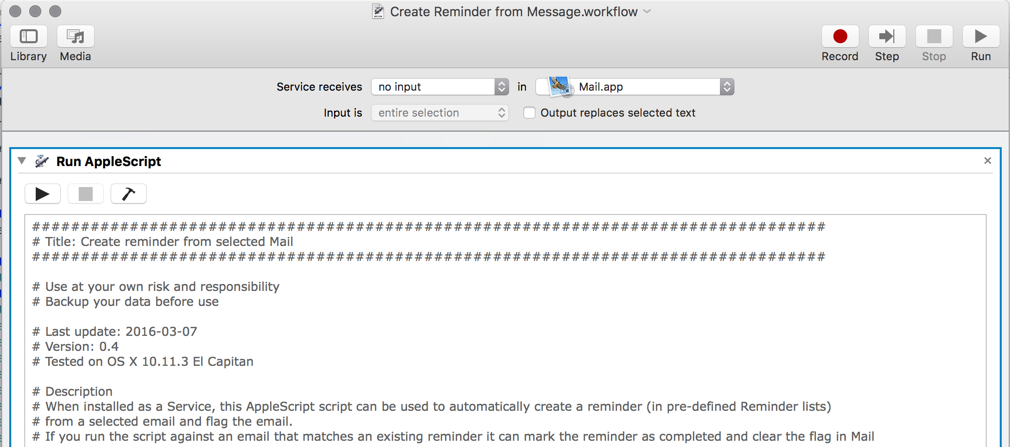 Create Reminder from Message.workflow
Library Media Record Step Stop Run
Service receives no input in Mail.app
Input is entire selection Output replaces selected text
Run AppleScript
################################################################################
# Title: Create reminder from selected Mail
################################################################################
# Use at your own risk and responsibility
# Backup your data before use
# Last update: 2016-03-07
# Version: 0.4
# Tested on OS X 10.11.3 El Capitan
# Description
# When installed as a Service, this AppleScript script can be used to automatically create a reminder (in pre-defined Reminder lists)
# from a selected email and flag the email.
# If you run the script against an email that matches an existing reminder it can mark the reminder as completed and clear the flag in Mail